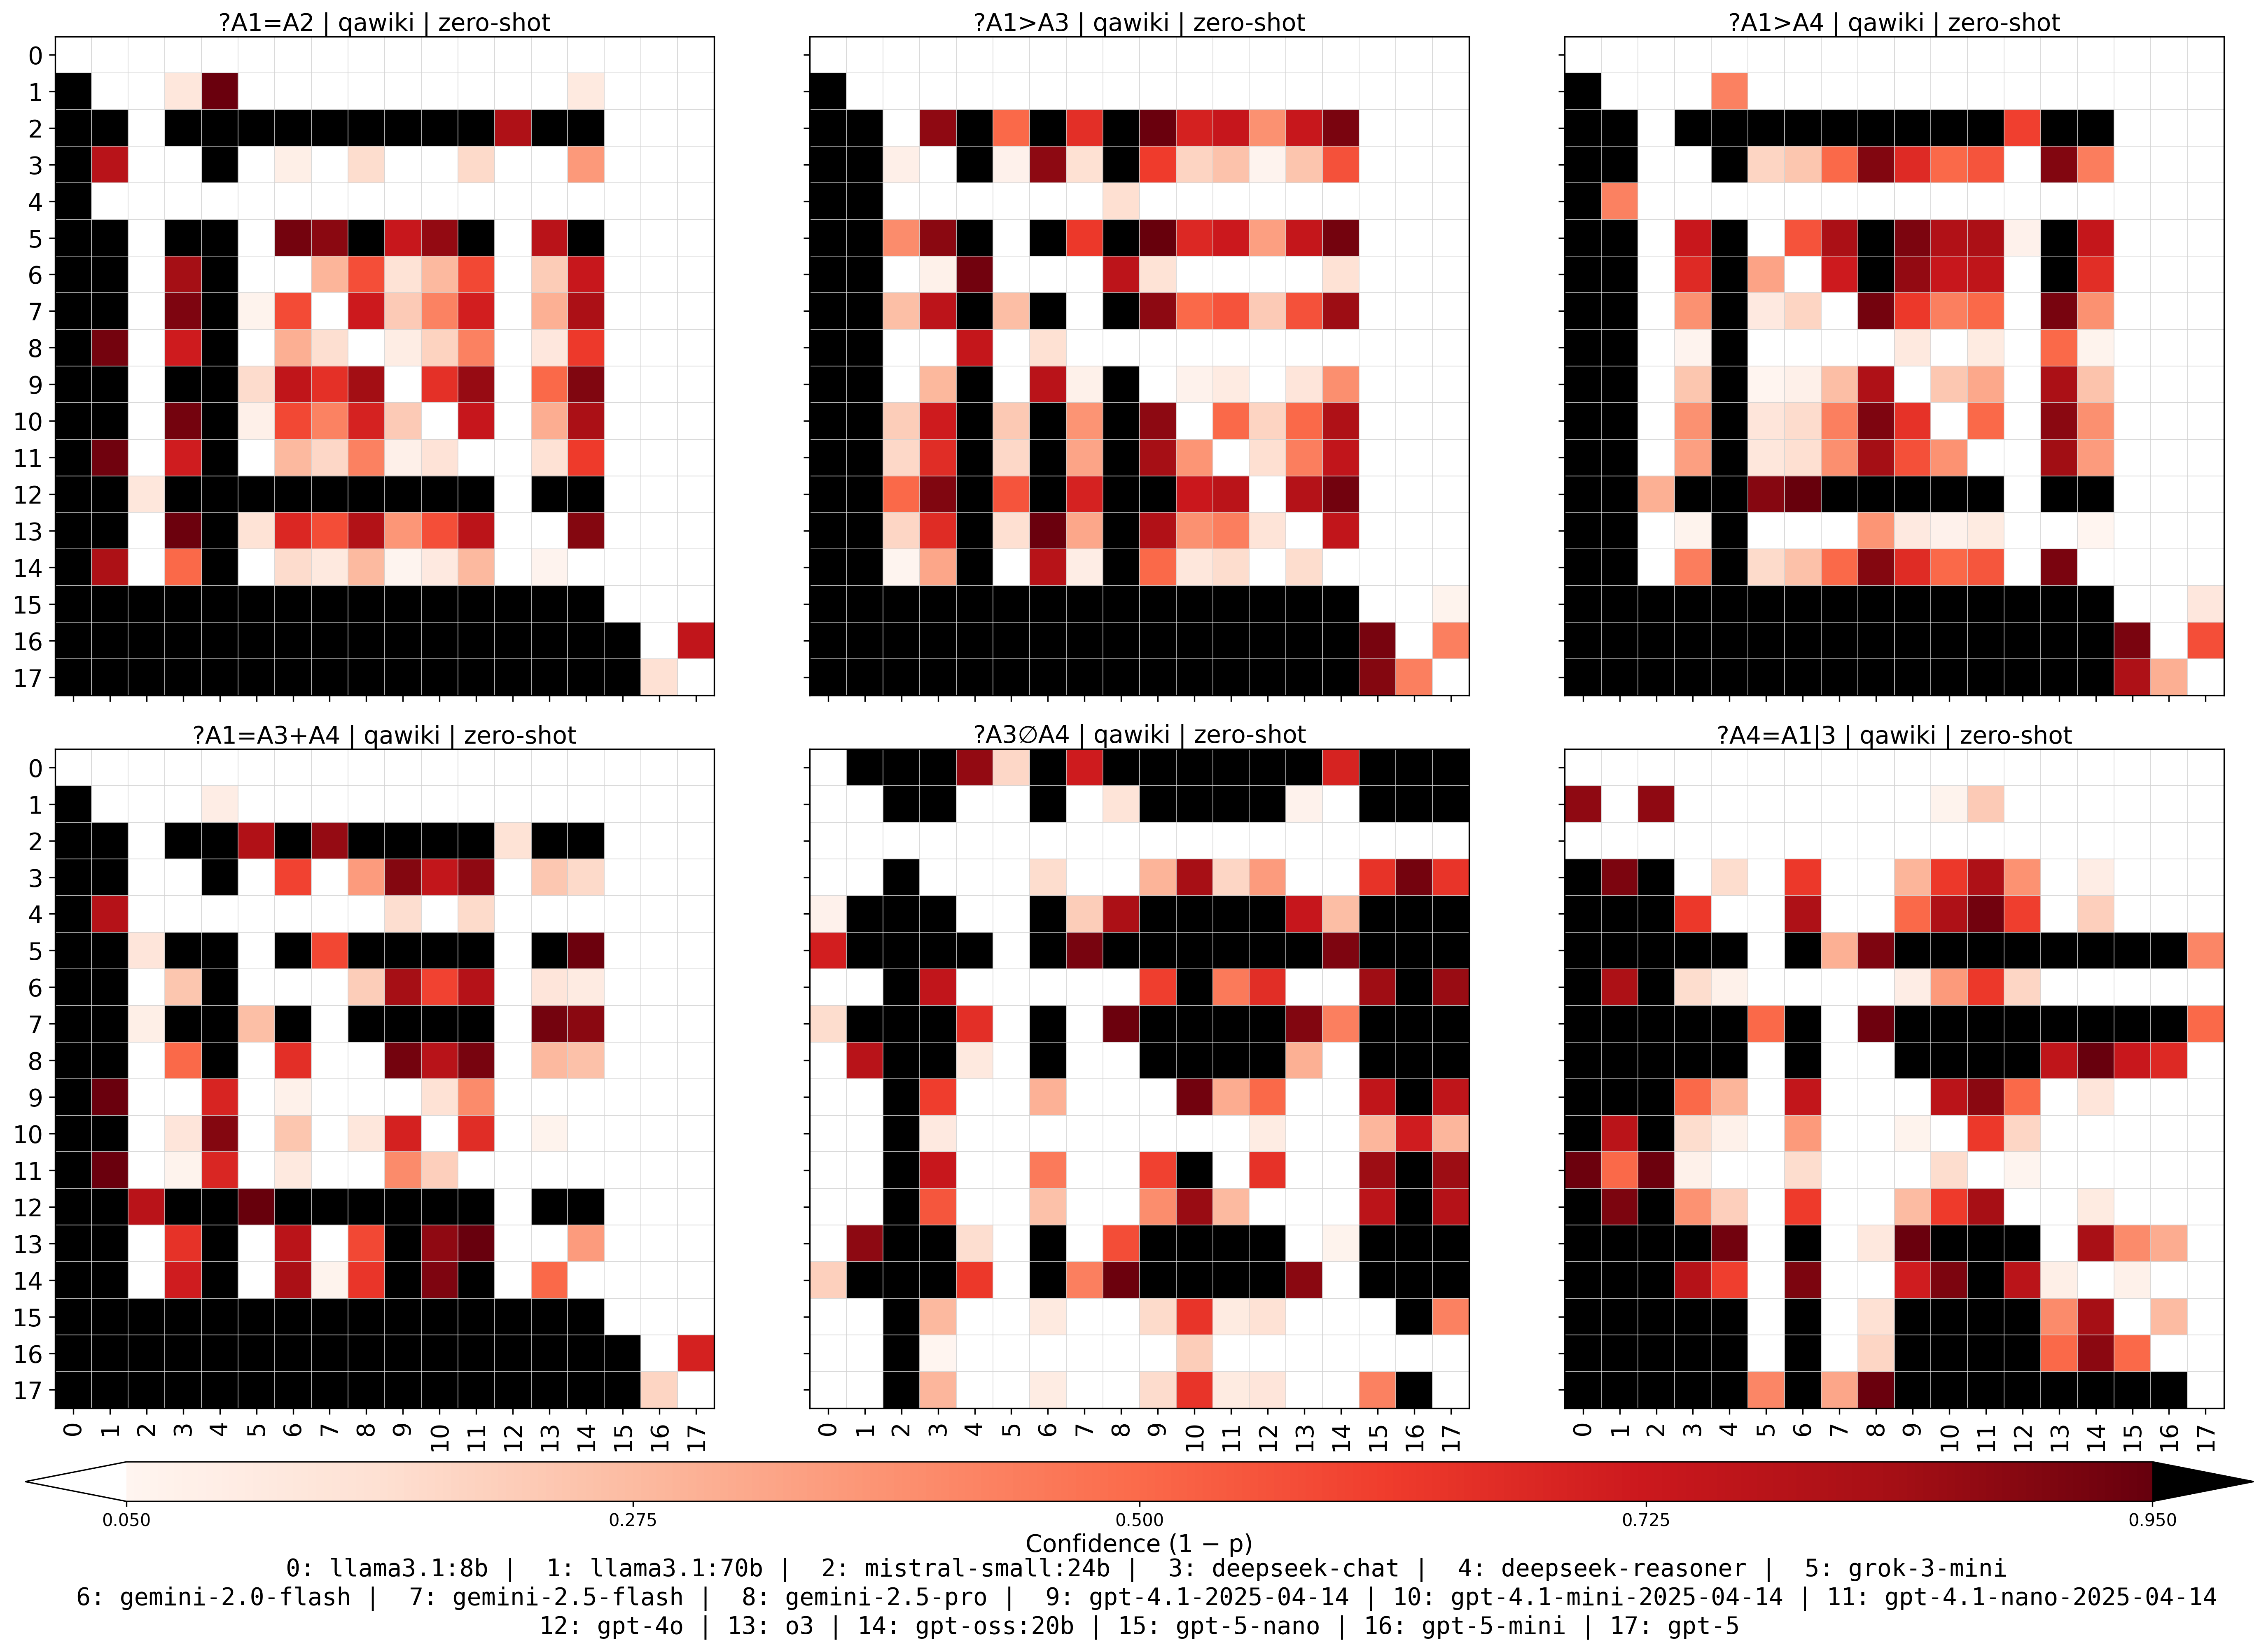 ?A1=A2 | qawiki | zero-shot
?A1>A3 | qawiki | zero-shot
?A1>A4 | qawiki | zero-shot
0
1
2
3
4
5
6
7
8
9
10
11
12
13
14
15
16
17
?A1=A3+A4 | qawiki | zero-shot
?A3∅A4 | qawiki | zero-shot
?A4=A1|3 | qawiki | zero-shot
0
1
2
3
4
5
6
7
8
9
10
11
12
13
14
15
16
17
0 1 2 3 4 5 6 7 8 9 10 11 12 13 14 15 16 17
0 1 2 3 4 5 6 7 8 9 10 11 12 13 14 15 16 17
0 1 2 3 4 5 6 7 8 9 10 11 12 13 14 15 16 17
0.050 0.275 0.500 0.725 0.950
Confidence (1 − p)
0: llama3.1:8b | 1: llama3.1:70b | 2: mistral-small:24b | 3: deepseek-chat | 4: deepseek-reasoner | 5: grok-3-mini
6: gemini-2.0-flash | 7: gemini-2.5-flash | 8: gemini-2.5-pro | 9: gpt-4.1-2025-04-14 | 10: gpt-4.1-mini-2025-04-14 | 11: gpt-4.1-nano-2025-04-14
12: gpt-4o | 13: o3 | 14: gpt-oss:20b | 15: gpt-5-nano | 16: gpt-5-mini | 17: gpt-5